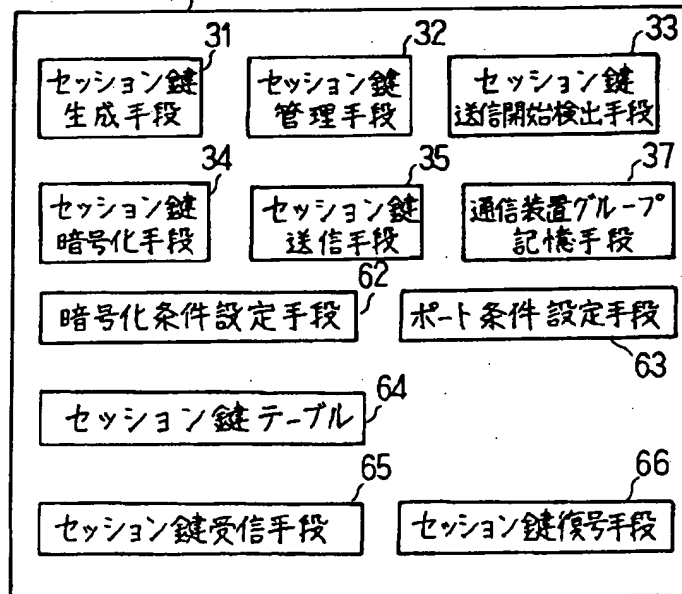 31
セッション鍵
生成手段
32
セッション鍵
管理手段
33
セッション鍵
送信開始検出手段
34
セッション鍵
暗号化手段
35
セッション鍵
送信手段
37
通信装置グループ
記憶手段
62
暗号化条件設定手段
ポート条件設定手段
63
64
セッション鍵テーブル
65
セッション鍵受信手段
66
セッション鍵復号手段